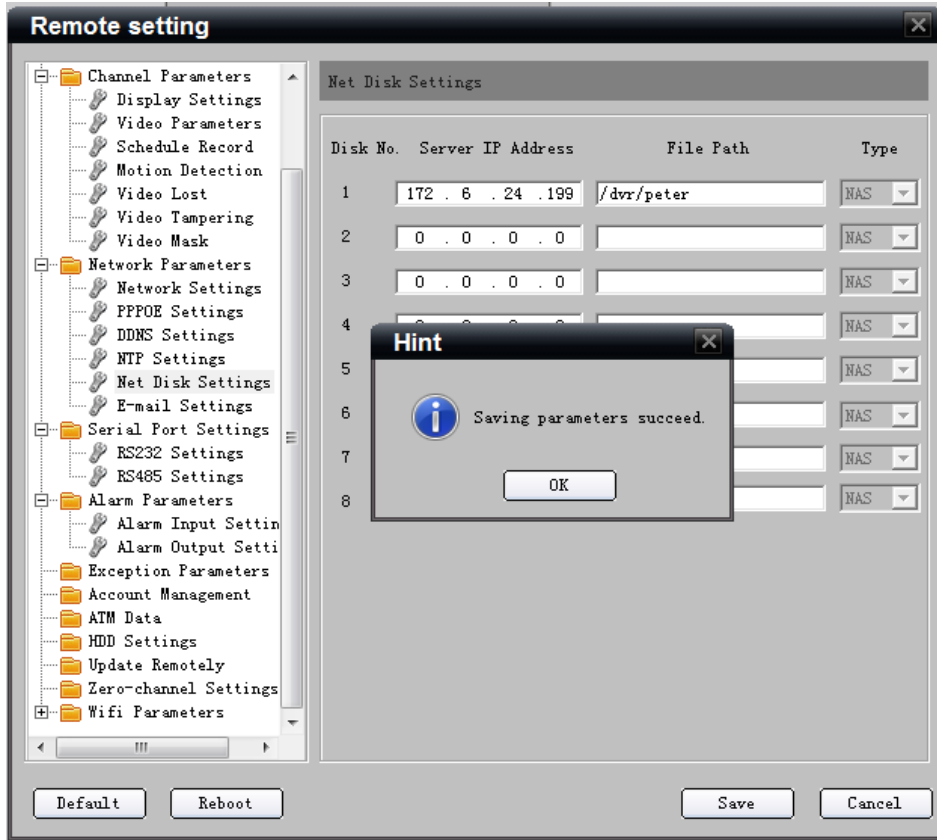 Remote setting
Channel Parameters
Display Settings
Video Parameters
Schedule Record
Motion Detection
Video Lost
Video Tampering
Video Mask
Network Parameters
Network Settings
PPPOE Settings
DDNS Settings
NTP Settings
Net Disk Settings
E-mail Settings
Serial Port Settings
RS232 Settings
RS485 Settings
Alarm Parameters
Alarm Input Settin
Alarm Output Setti
Exception Parameters
Account Management
ATM Data
HDD Settings
Update Remotely
Zero-channel Settings
Wifi Parameters
Net Disk Settings
Disk No. Server IP Address File Path Type
1 172 . 6 . 24 .199 /dvr/peter NAS
2 0 . 0 . 0 . 0 NAS
3 0 . 0 . 0 . 0 NAS
4 NAS
5 NAS
6 NAS
7 NAS
8 NAS
Hint
Saving parameters succeed.
OK
Default Reboot Save Cancel